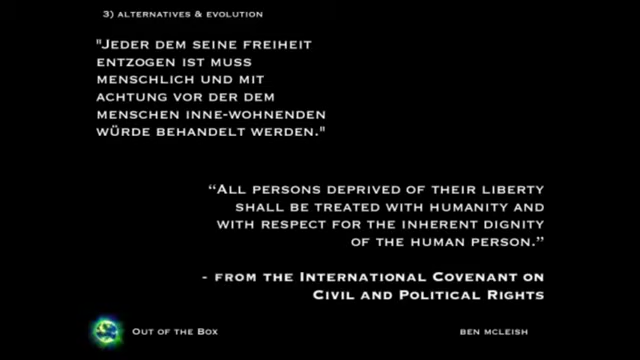 3) ALTERNATIVES & EVOLUTION
"JEDER DEM SEINE FREIHEIT
ENTZOGEN IST MUSS
MENSCHLICH UND MIT
ACHTUNG VOR DER DEM
MENSCHEN INNE-WOHNENDEN
WÜRDE BEHANDELT WERDEN."
“ALL PERSONS DEPRIVED OF THEIR LIBERTY
SHALL BE TREATED WITH HUMANITY AND
WITH RESPECT FOR THE INHERENT DIGNITY
OF THE HUMAN PERSON.”
- FROM THE INTERNATIONAL COVENANT ON
CIVIL AND POLITICAL RIGHTS
OUT OF THE BOX
BEN MCLEISH